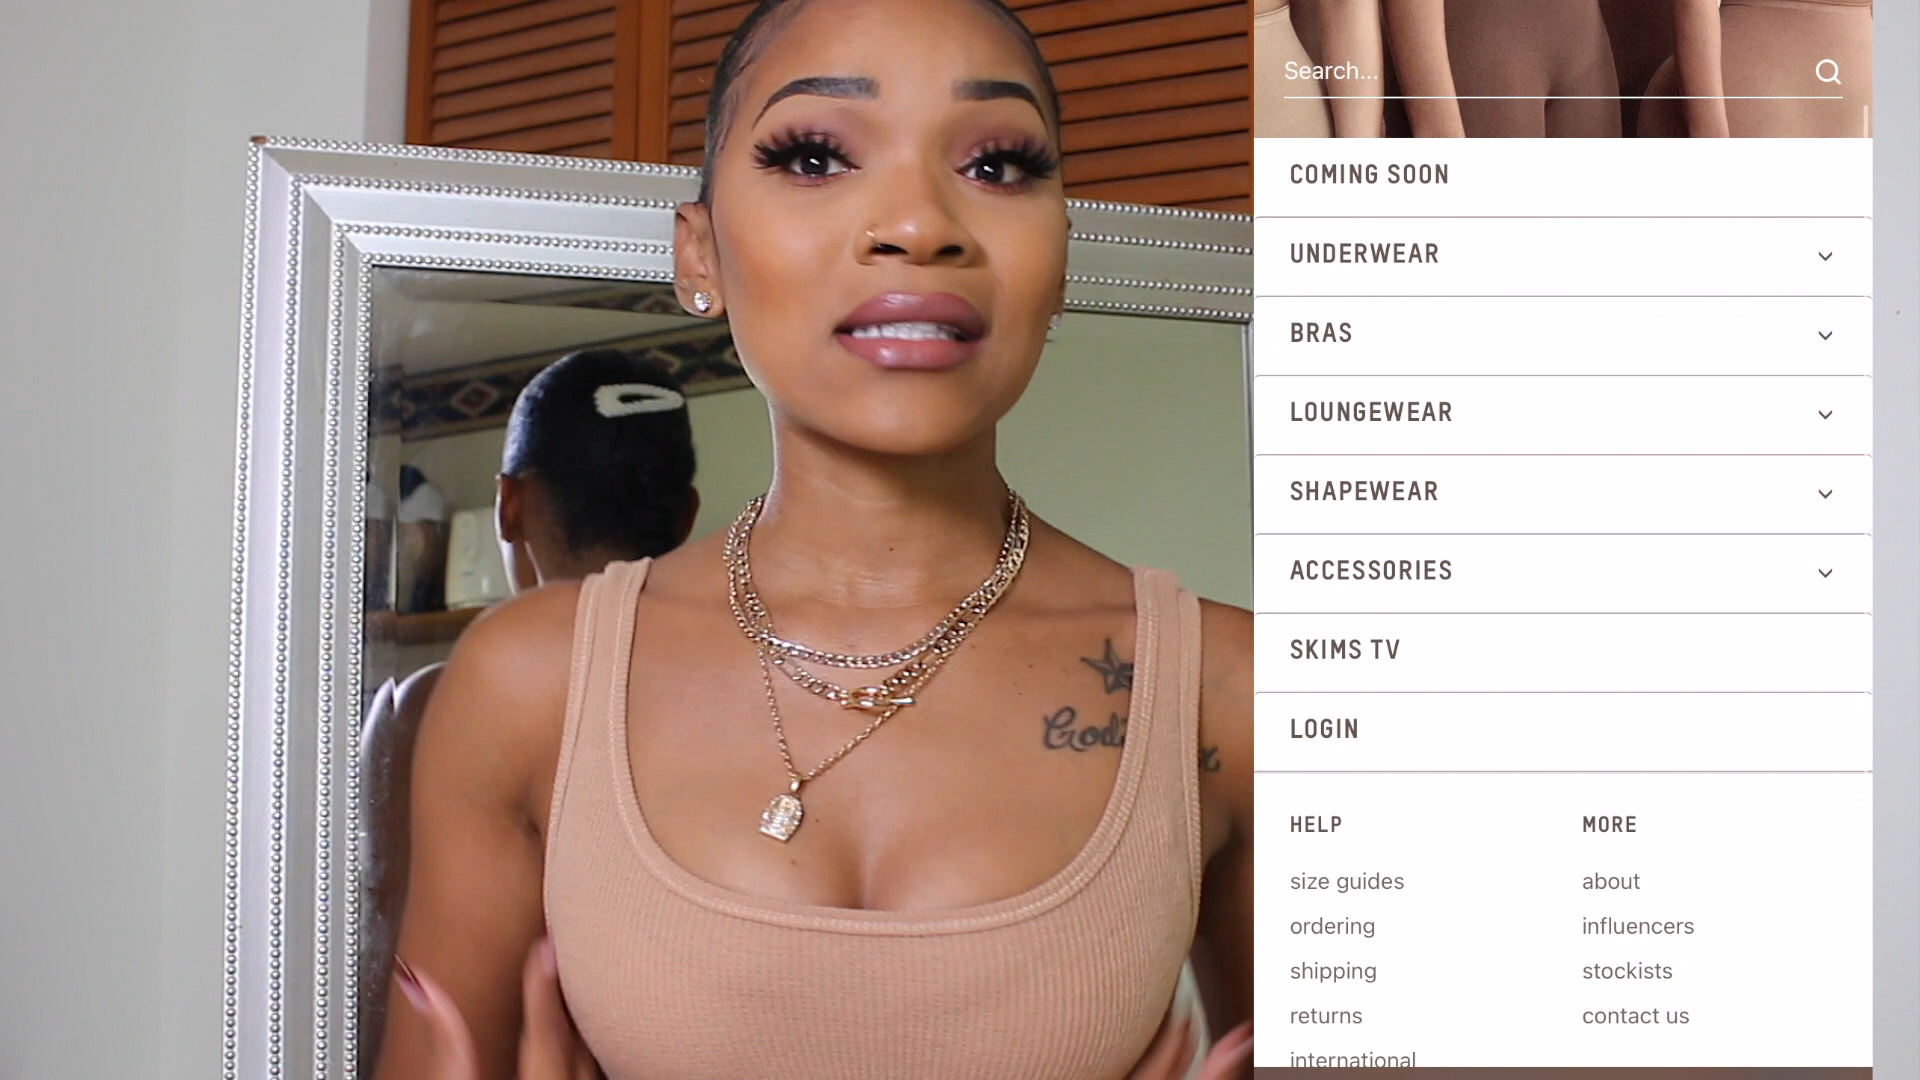 Search...
COMING SOON
UNDERWEAR
BRAS
LOUNGEWEAR
SHAPEWEAR
ACCESSORIES
SKIMS TV
LOGIN
HELP
size guides
ordering
shipping
returns
international
MORE
about
influencers
stockists
contact us